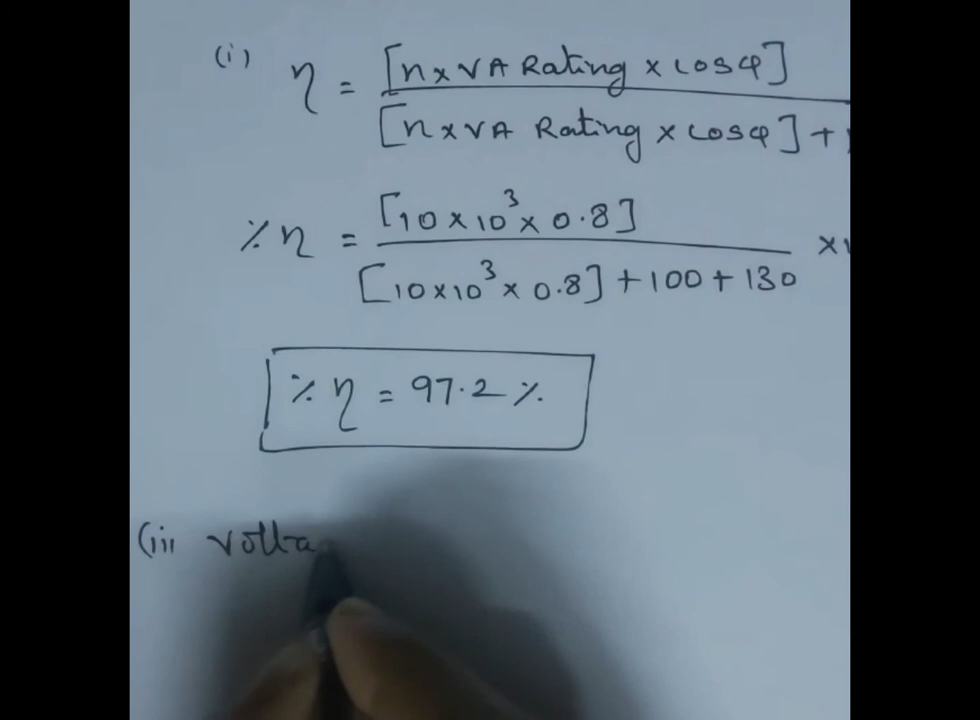 (i) η = [n x VA Rating x cosφ]
[n x VA Rating x cosφ] +
% η = [10 x 10³ x 0.8]
[10 x 10³ x 0.8] + 100 + 130 x
% η = 97.2 %
(ii volta